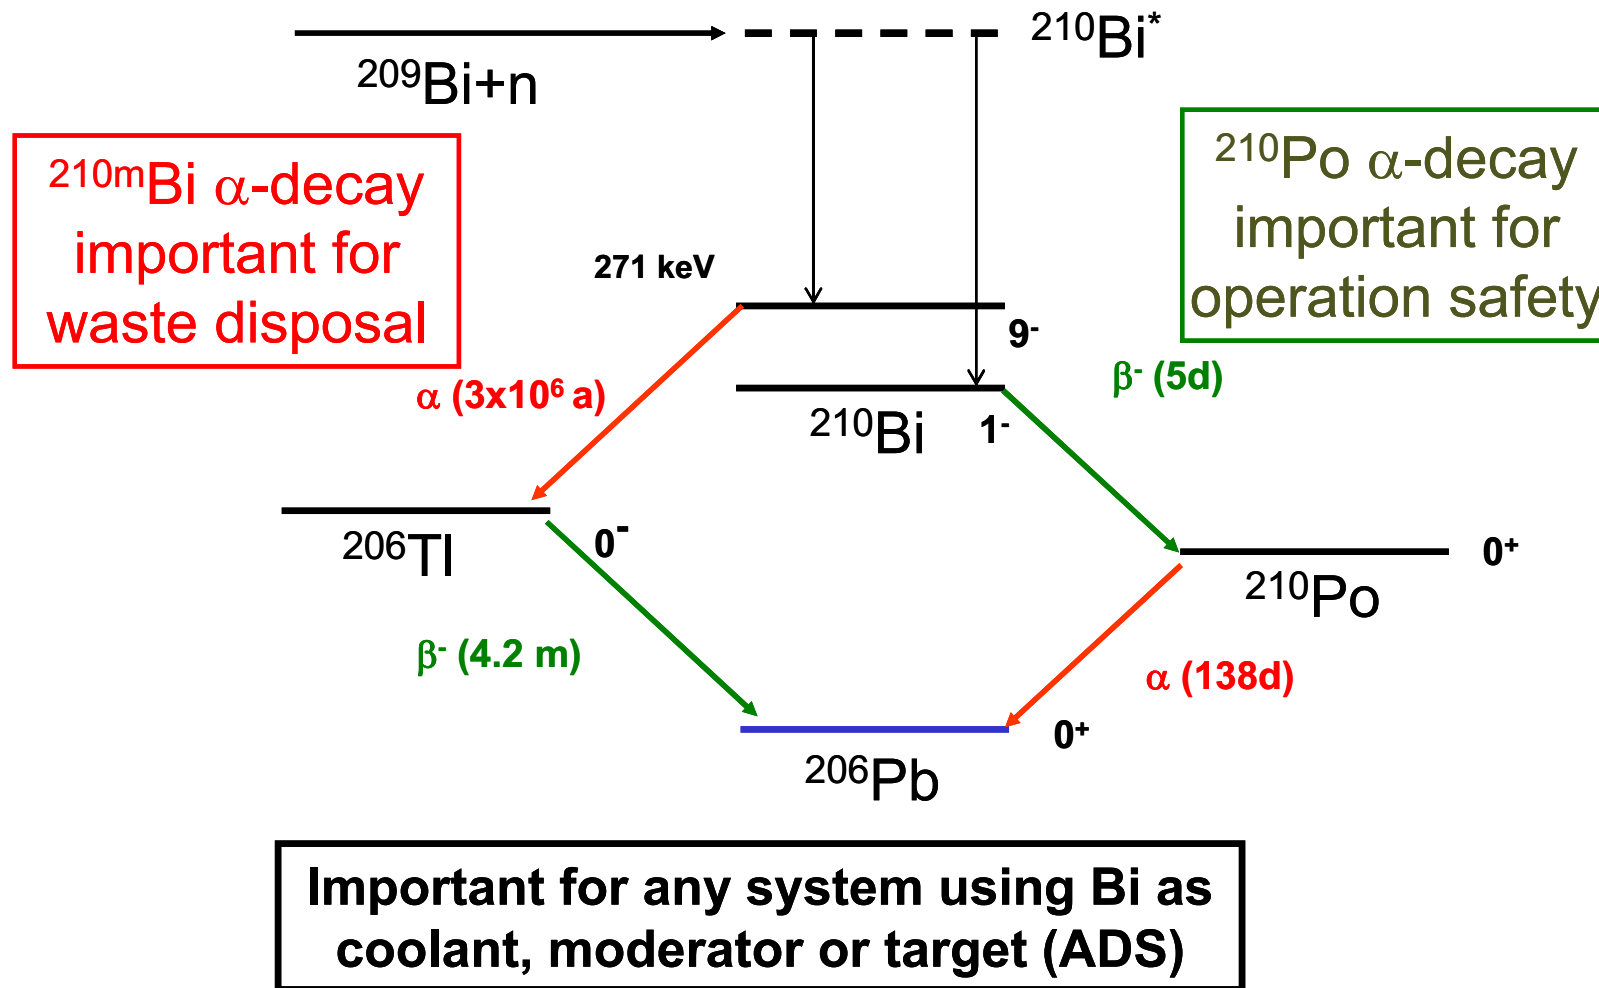 ²¹⁰Bi*
²⁰⁹Bi+n
²¹⁰ᵐBi α-decay
important for
waste disposal
²¹⁰Po α-decay
important for
operation safety
271 keV
9⁻
α (3x10⁶ a)
β⁻ (5d)
²¹⁰Bi
1⁻
²⁰⁶Tl
0⁻
0⁺
²¹⁰Po
β⁻ (4.2 m)
α (138d)
0⁺
²⁰⁶Pb
Important for any system using Bi as
coolant, moderator or target (ADS)